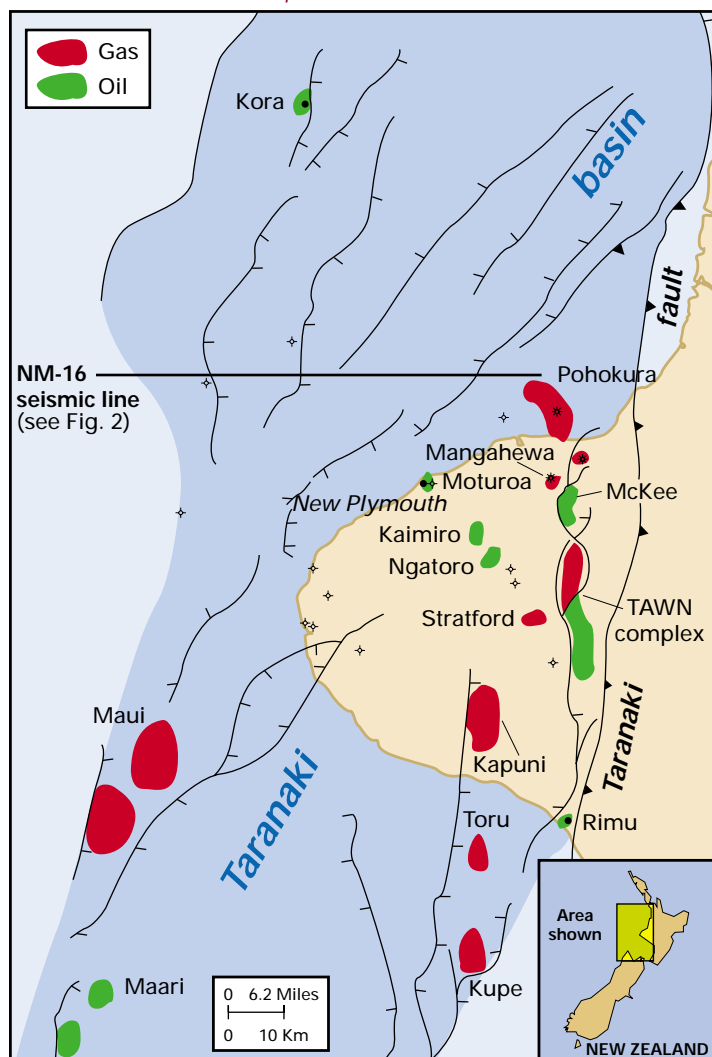 Gas
Oil
Kora
basin
fault
NM-16
seismic line
(see Fig. 2)
Pohokura
Mangahewa
Moturoa
McKee
New Plymouth
Kaimiro
Ngatoro
Stratford
TAWN
complex
Maui
Kapuni
Taranaki
Taranaki
Toru
Rimu
Maari
Kupe
0 6.2 Miles
0 10 Km
Area
shown
NEW ZEALAND